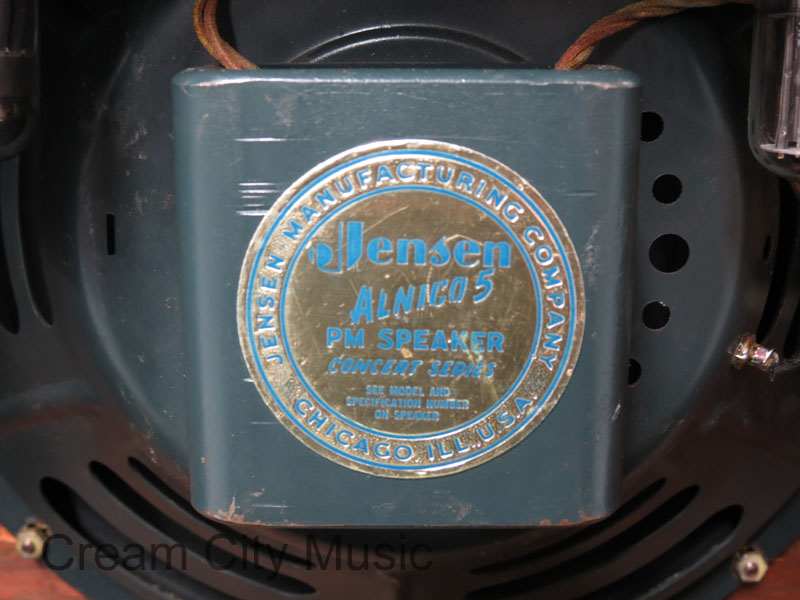 JENSEN MANUFACTURING COMPANY
Jensen
ALNICO 5
PM SPEAKER
CONCERT SERIES
SEE MODEL AND
SPECIFICATION NUMBER
ON SPEAKER
CHICAGO. ILL. U.S.A.
Cream City Music